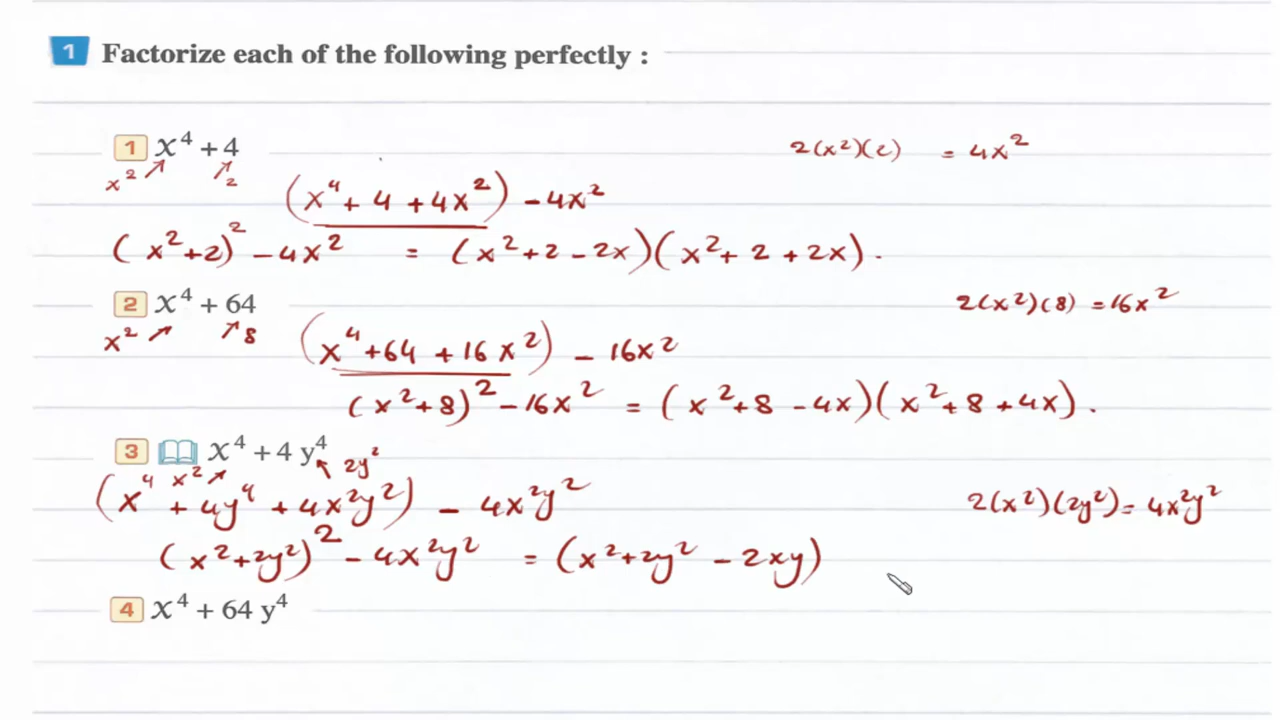 1 Factorize each of the following perfectly :
1 x⁴ + 4 2(x²)(2) = 4x²
x² 2
(x⁴ + 4 + 4x²) - 4x²
(x²+2)² - 4x² = (x²+2 - 2x)(x²+ 2 + 2x).
2 x⁴ + 64 2(x²)(8) = 16x²
x² 8
(x⁴ + 64 + 16x²) - 16x²
(x²+8)² - 16x² = (x²+8 - 4x)(x²+8 + 4x).
3 x⁴ + 4 y⁴
x² 2y²
(x⁴ + 4y⁴ + 4x²y²) - 4x²y² 2(x²)(2y²) = 4x²y²
(x²+2y²)² - 4x²y² = (x²+2y² - 2xy)
4 x⁴ + 64 y⁴